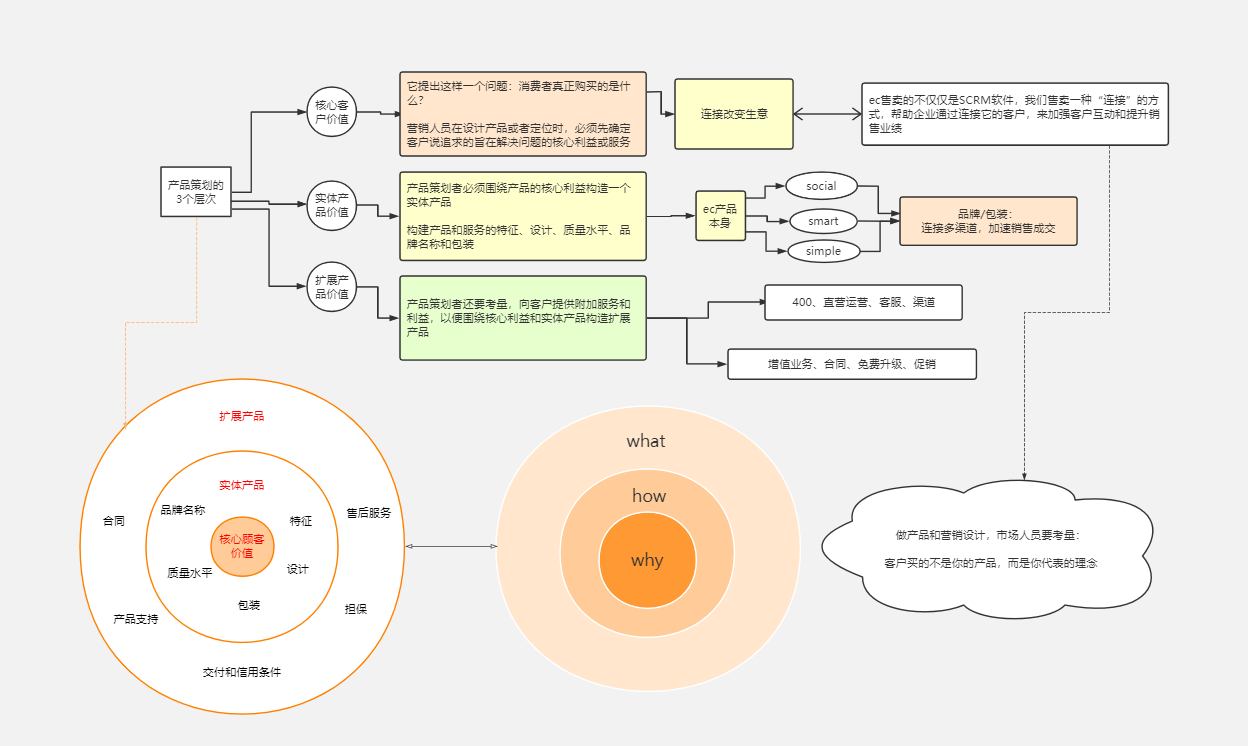 产品策划的
3个层次
核心客
户价值
它提出这样一个问题：消费者真正购买的是什
么？
营销人员在设计产品或者定位时，必须先确定
客户说追求的旨在解决问题的核心利益或服务
连接改变生意
ec售卖的不仅仅是SCRM软件，我们售卖一种“连接”的方
式，帮助企业通过连接它的客户，来加强客户互动和提升销
售业绩
实体产
品价值
产品策划者必须围绕产品的核心利益构造一个
实体产品
构建产品和服务的特征、设计、质量水平、品
牌名称和包装
ec产品
本身
social
smart
simple
品牌/包装：
连接多渠道，加速销售成交
扩展产
品价值
产品策划者还要考量，向客户提供附加服务和
利益，以便围绕核心利益和实体产品构造扩展
产品
400、直营运营、客服、渠道
增值业务、合同、免费升级、促销
扩展产品
实体产品
品牌名称
特征
售后服务
合同
核心顾客
价值
质量水平
设计
包装
担保
产品支持
交付和信用条件
what
how
why
做产品和营销设计，市场人员要考量：
客户买的不是你的产品，而是你代表的理念